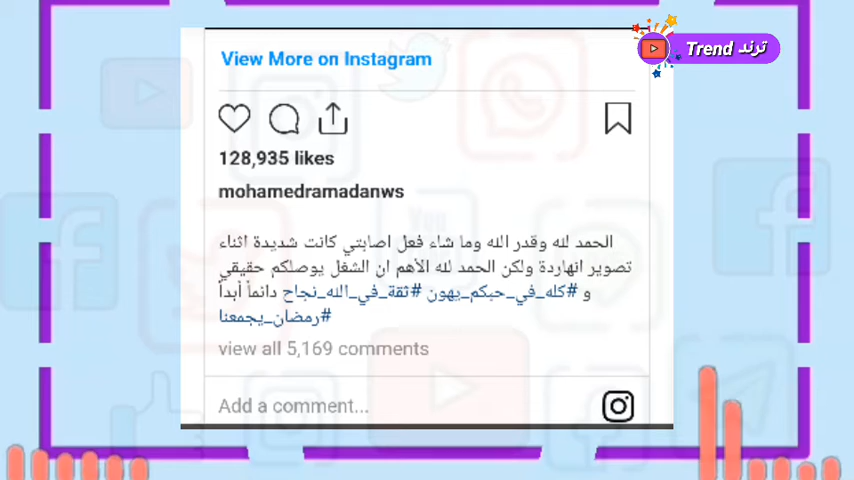 Trend ترند
View More on Instagram
128,935 likes
mohamedramadanws
الحمد لله وقدر الله وما شاء فعل اصابتي كانت شديدة اثناء
تصوير انهاردة ولكن الحمد لله الأهم ان الشغل يوصلكم حقيقي
و #كله_في_حبكم_يهون #ثقة_في_الله_نجاح دائماً أبداً
#رمضان_يجمعنا
view all 5,169 comments
Add a comment...